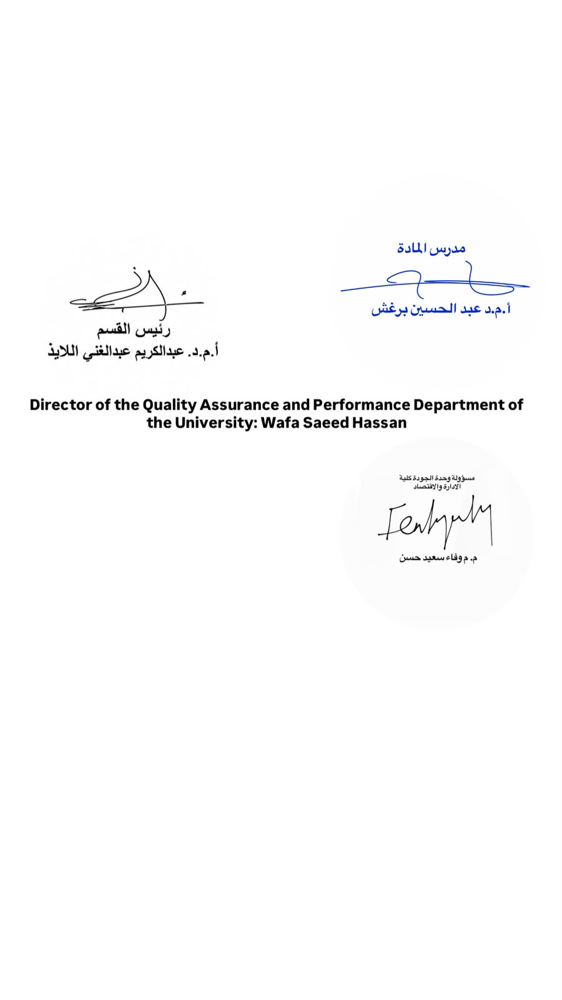 مدرس المادة
أ.م.د عبد الحسين برغش
رئيس القسم
أ.م.د. عبدالكريم عبدالغني اللايذ
Director of the Quality Assurance and Performance Department of
the University: Wafa Saeed Hassan
مسؤولة وحدة الجودة كلية
الادارة والاقتصاد
م. م وفاء سعيد حسن